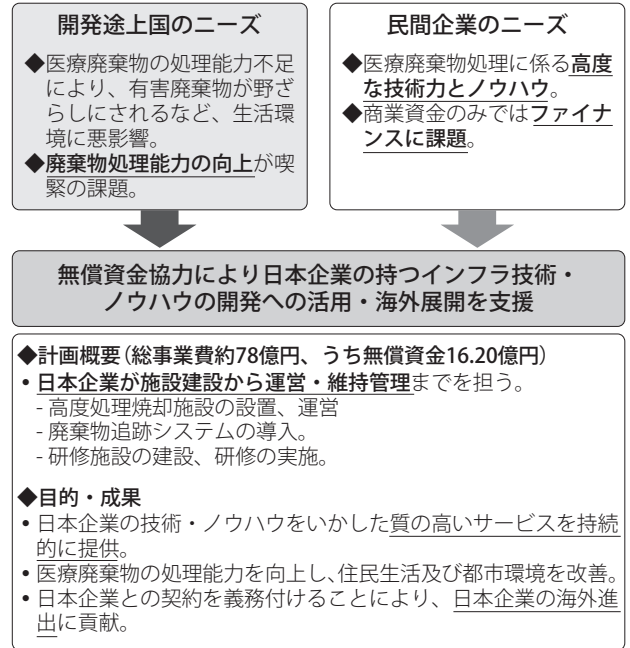 開発途上国のニーズ
◆医療廃棄物の処理能力不足
により、有害廃棄物が野ざ
らしにされるなど、生活環
境に悪影響。
◆廃棄物処理能力の向上が喫
緊の課題。
民間企業のニーズ
◆医療廃棄物処理に係る高度
な技術力とノウハウ。
◆商業資金のみではファイナ
ンスに課題。
無償資金協力により日本企業の持つインフラ技術・
ノウハウの開発への活用・海外展開を支援
◆計画概要（総事業費約78億円、うち無償資金16.20億円）
• 日本企業が施設建設から運営・維持管理までを担う。
- 高度処理焼却施設の設置、運営
- 廃棄物追跡システムの導入。
- 研修施設の建設、研修の実施。
◆目的・成果
• 日本企業の技術・ノウハウをいかした質の高いサービスを持続
的に提供。
• 医療廃棄物の処理能力を向上し、住民生活及び都市環境を改善。
• 日本企業との契約を義務付けることにより、日本企業の海外進
出に貢献。